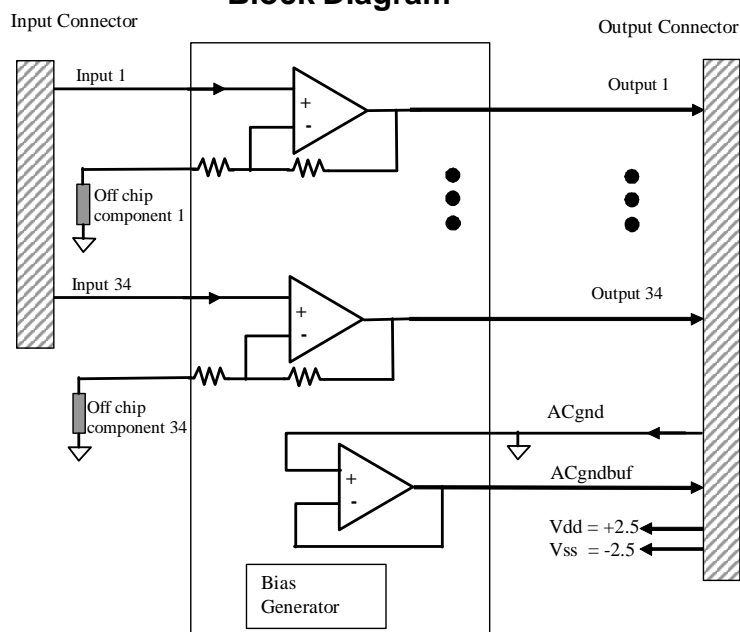 Block Diagram
Input Connector
Output Connector
Input 1
Output 1
+
-
Off chip
component 1
Input 34
Output 34
+
-
Off chip
component 34
ACgnd
+
-
ACgndbuf
Vdd = +2.5
Vss = -2.5
Bias
Generator